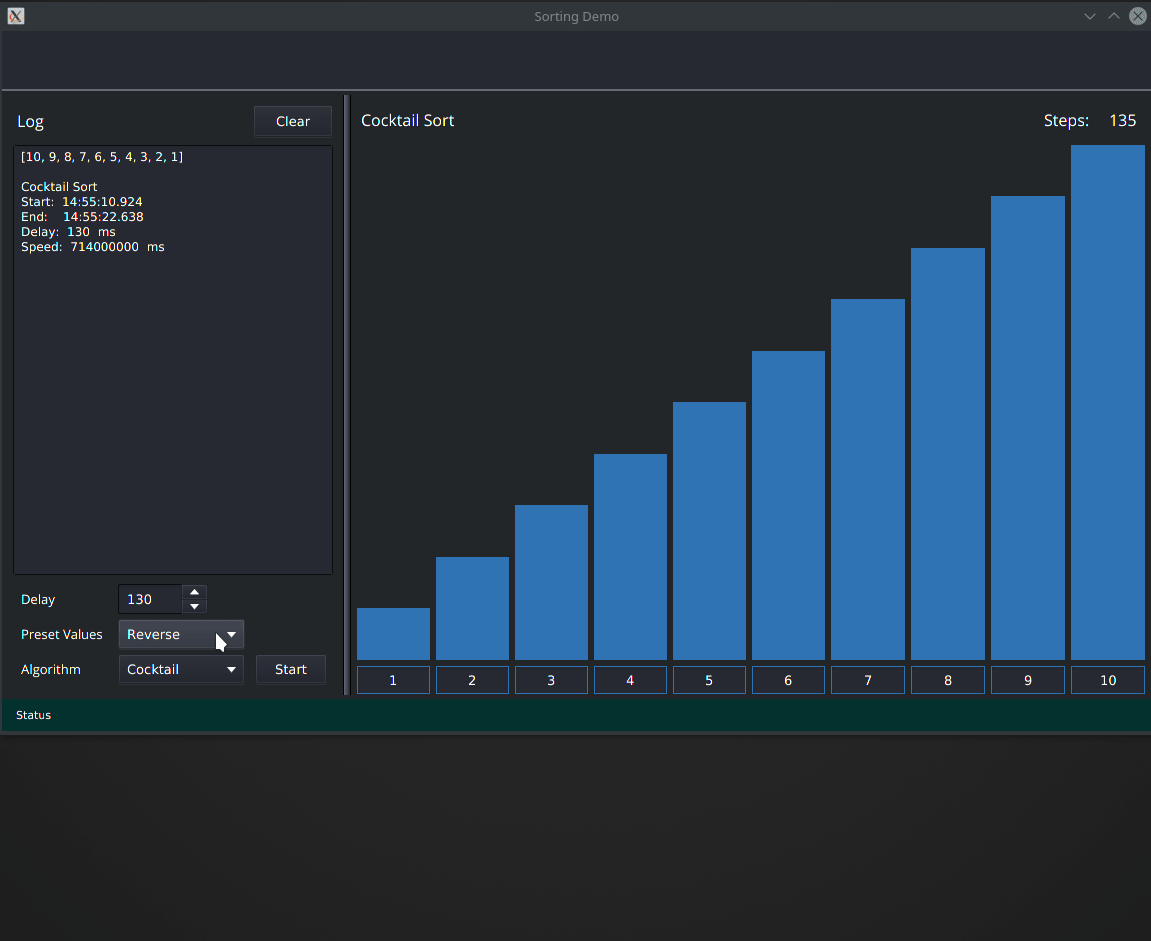 Sorting Demo
Log
Clear
[10, 9, 8, 7, 6, 5, 4, 3, 2, 1]
Cocktail Sort
Start: 14:55:10.924
End: 14:55:22.638
Delay: 130 ms
Speed: 714000000 ms
Delay 130
Preset Values Reverse
Algorithm Cocktail Start
Cocktail Sort Steps: 135
1 2 3 4 5 6 7 8 9 10
Status